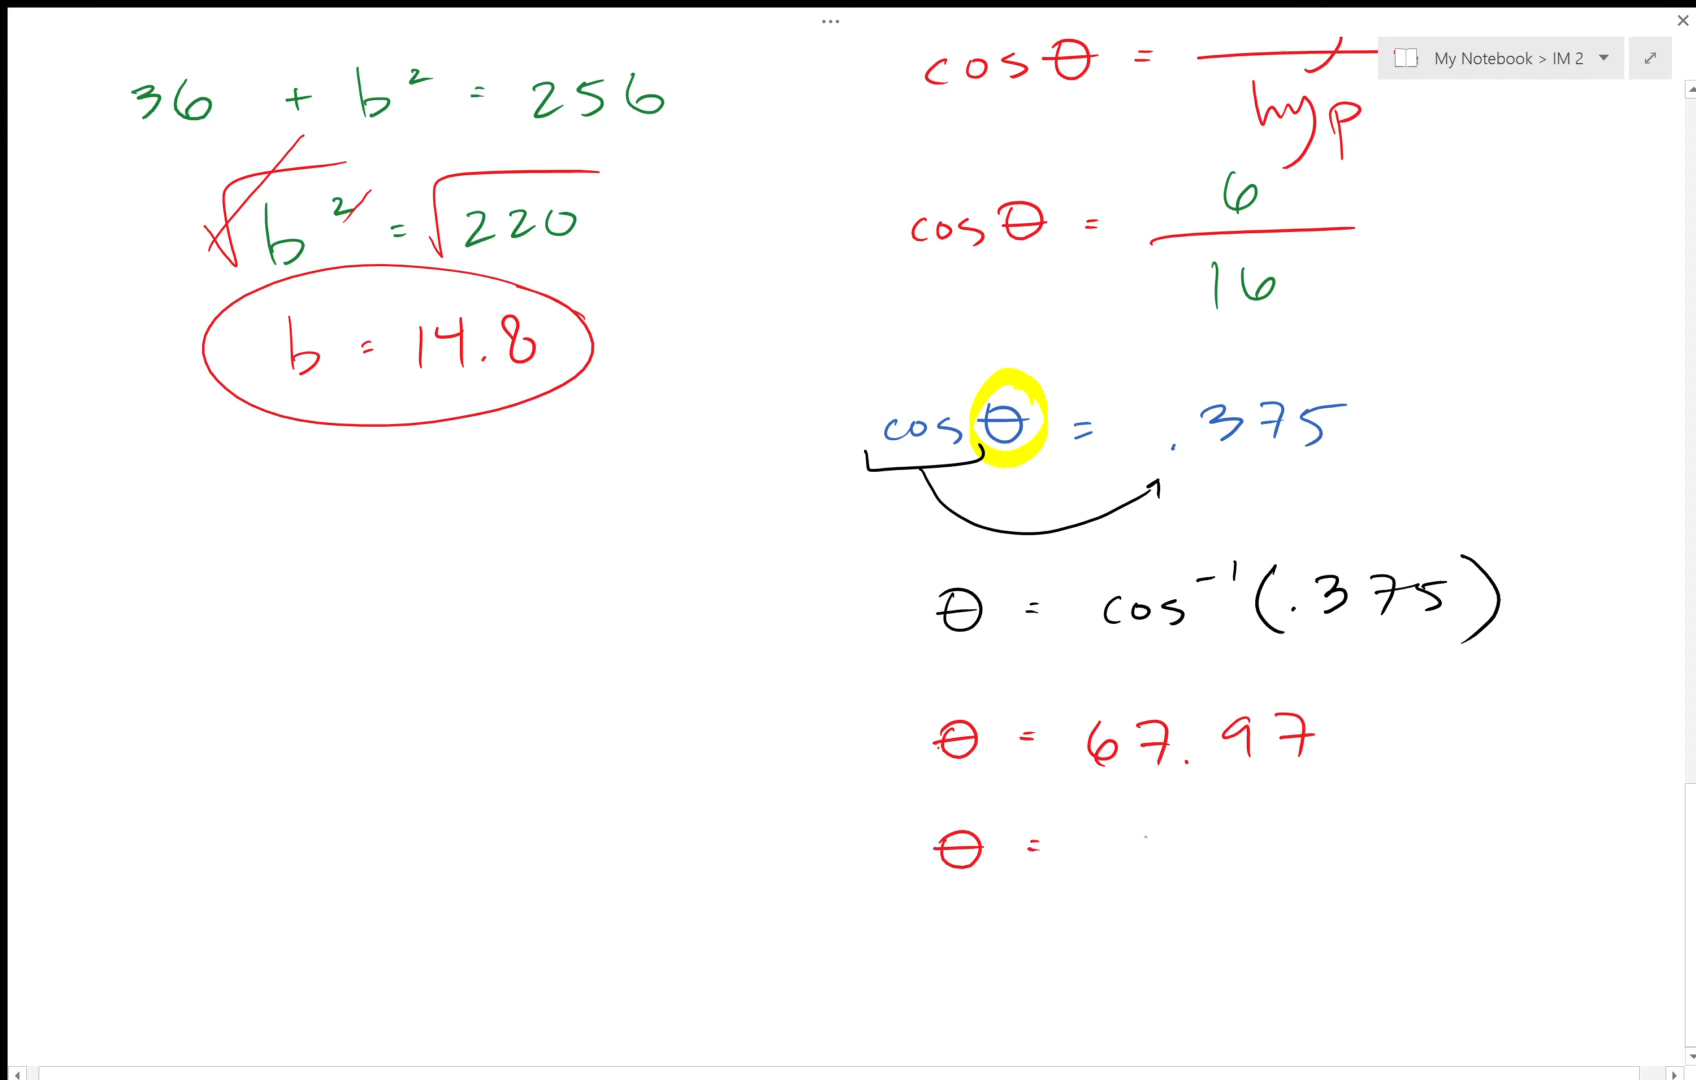 My Notebook > IM 2
36 + b² = 256
√b² = √220
b = 14.8
cos θ =
hyp
cos θ = 6
16
cos θ = .375
θ = cos⁻¹(.375)
θ = 67.97
θ =